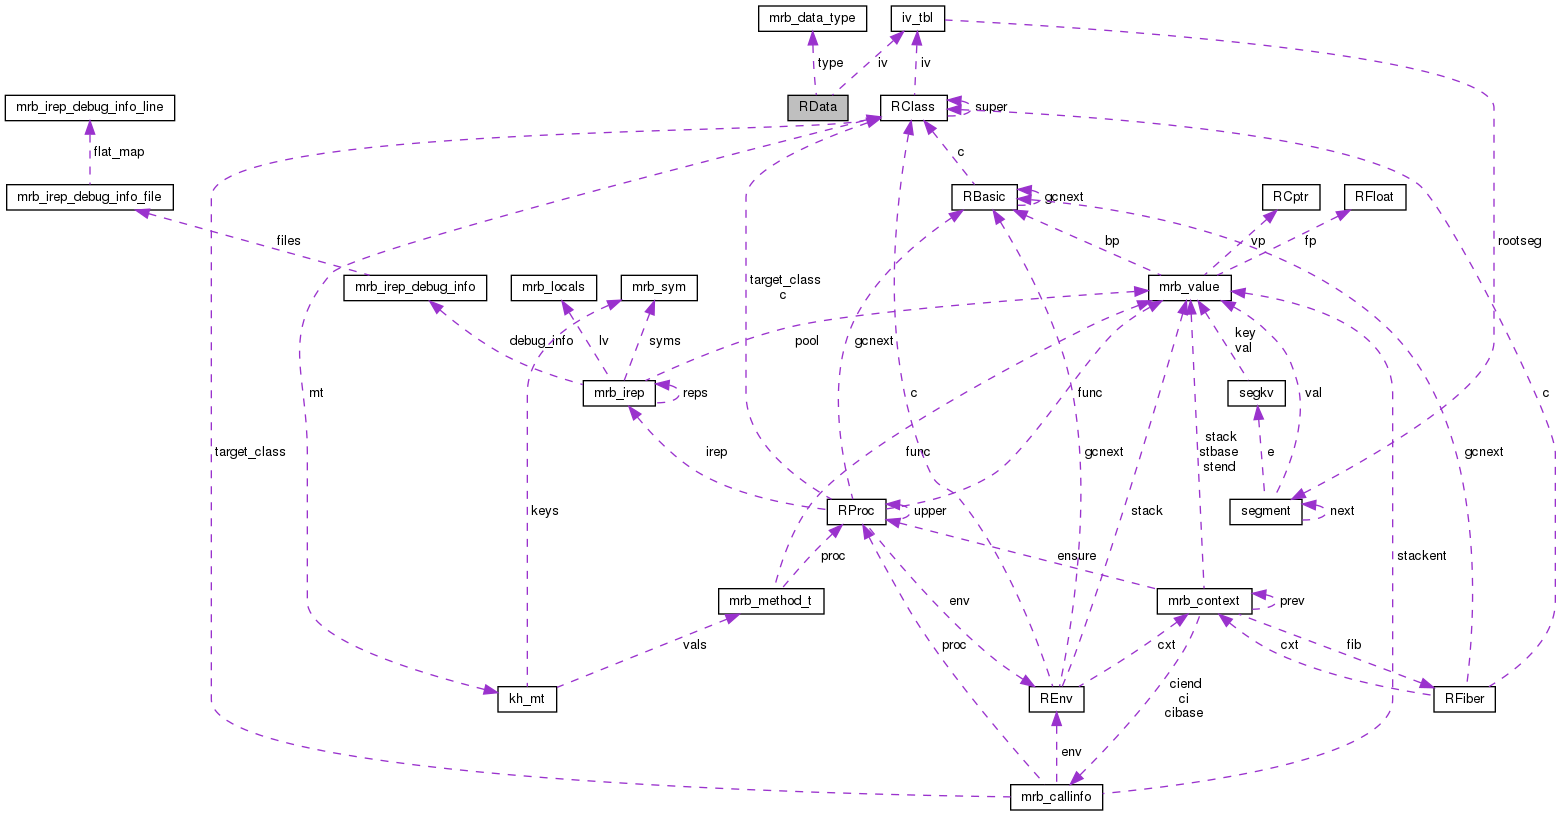 mrb_data_type
iv_tbl
type
iv
iv
mrb_irep_debug_info_line
RData
RClass
super
flat_map
c
mrb_irep_debug_info_file
RBasic
gcnext
RCptr
RFloat
files
bp
vp
fp
rootseg
target_class
c
mrb_irep_debug_info
mrb_locals
mrb_sym
mrb_value
debug_info
lv
syms
pool
gcnext
key
val
mt
mrb_irep
reps
c
func
segkv
val
c
target_class
irep
func
gcnext
stack
stbase
stend
e
gcnext
keys
RProc
upper
stack
segment
next
proc
ensure
stackent
mrb_method_t
env
mrb_context
prev
vals
proc
cxt
cxt
fib
kh_mt
REnv
ciend
ci
cibase
RFiber
env
mrb_callinfo